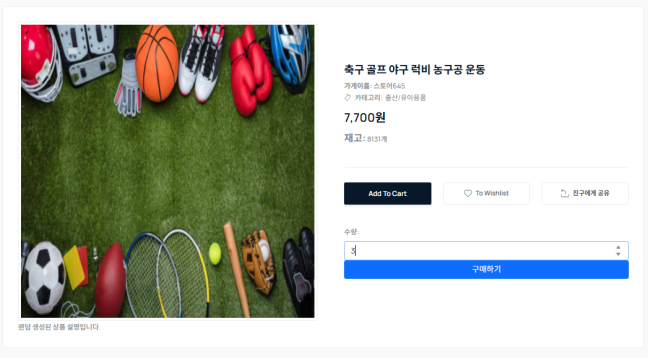 축구 골프 야구 럭비 농구공 운동
가게이름: 스토어645
카테고리: 출산/유아용품
7,700원
재고: 8131개
Add To Cart
To Wishlist
친구에게 공유
수량:
3
구매하기
랜덤 생성된 상품 설명입니다.